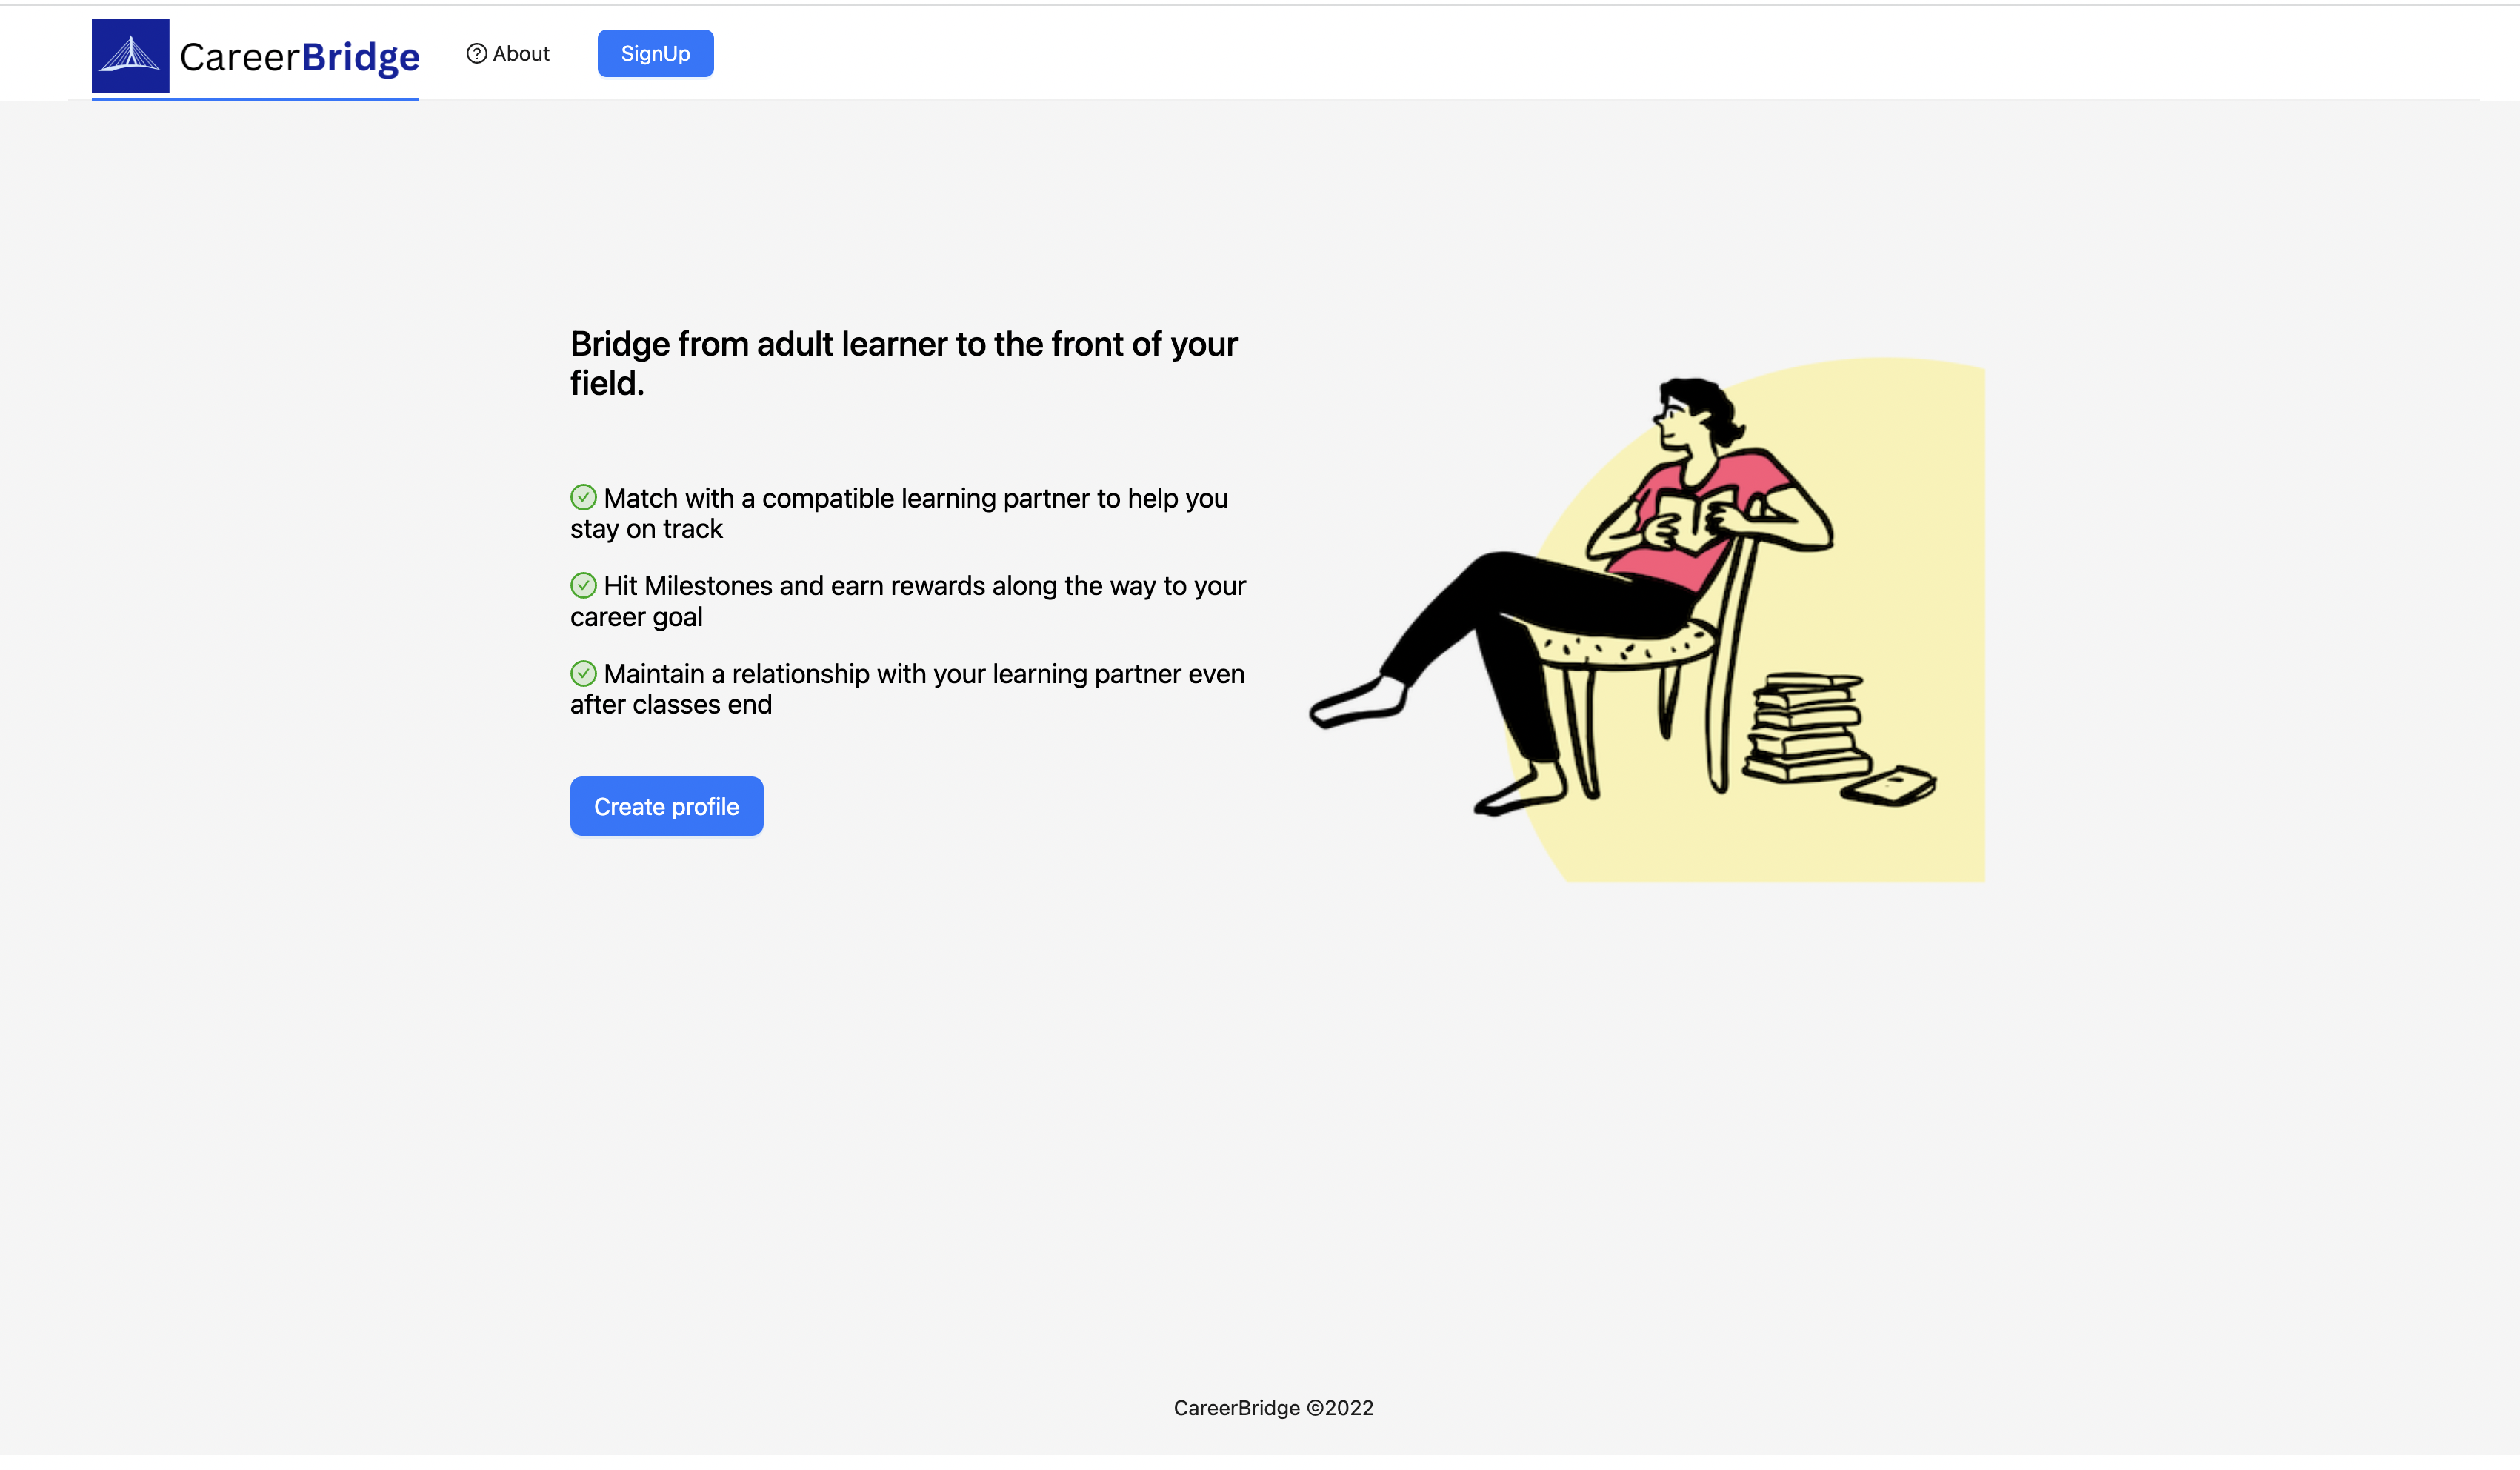 CareerBridge
About
SignUp
Bridge from adult learner to the front of your
field.
Match with a compatible learning partner to help you
stay on track
Hit Milestones and earn rewards along the way to your
career goal
Maintain a relationship with your learning partner even
after classes end
Create profile
CareerBridge ©2022